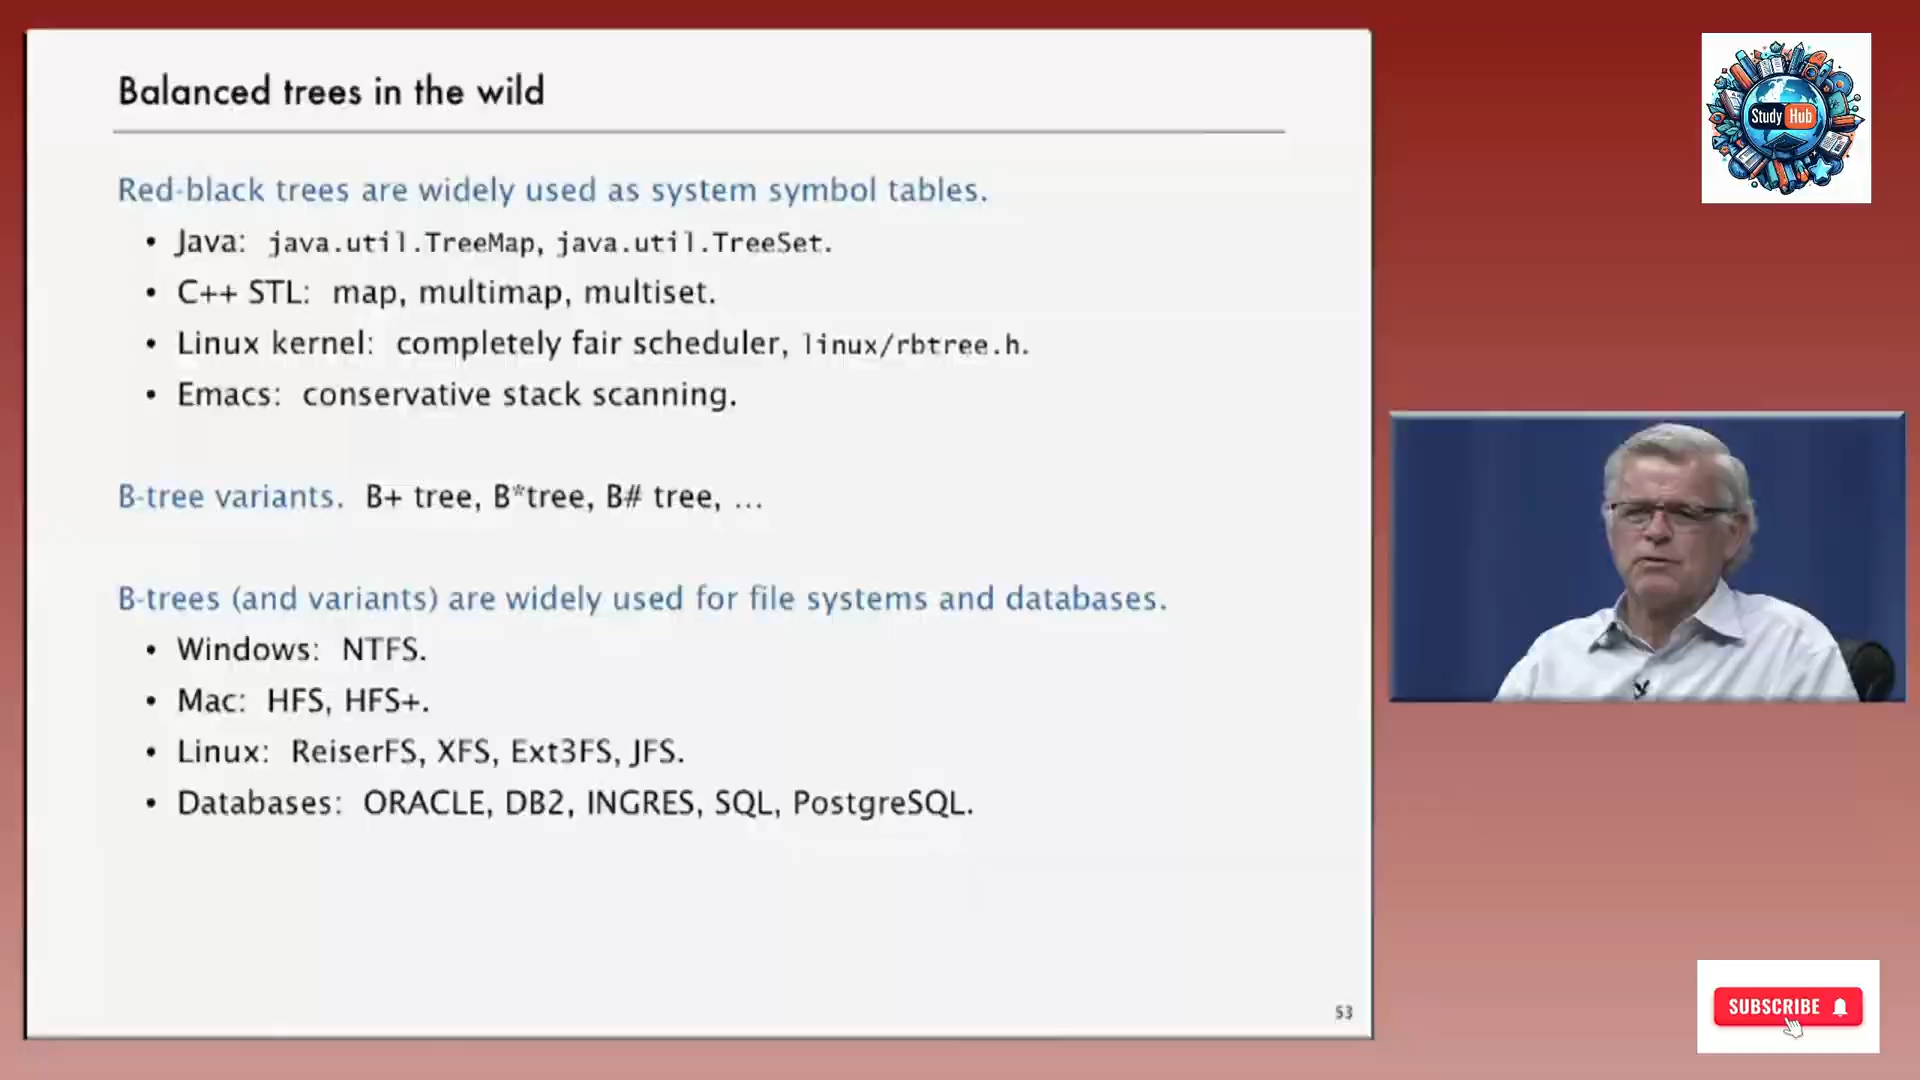 Balanced trees in the wild
Red-black trees are widely used as system symbol tables.
• Java: java.util.TreeMap, java.util.TreeSet.
• C++ STL: map, multimap, multiset.
• Linux kernel: completely fair scheduler, linux/rbtree.h.
• Emacs: conservative stack scanning.
B-tree variants. B+ tree, B*tree, B# tree, …
B-trees (and variants) are widely used for file systems and databases.
• Windows: NTFS.
• Mac: HFS, HFS+.
• Linux: ReiserFS, XFS, Ext3FS, JFS.
• Databases: ORACLE, DB2, INGRES, SQL, PostgreSQL.
53
Study Hub
SUBSCRIBE